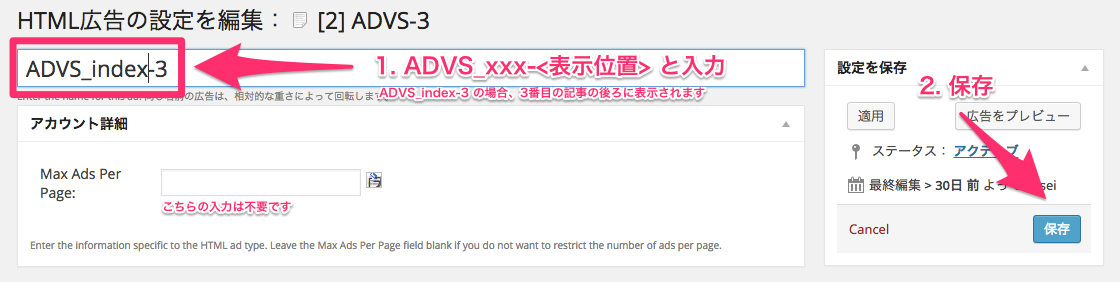 HTML広告の設定を編集： [2] ADVS-3
ADVS_index-3
1. ADVS_xxx-<表示位置> と入力
ADVS_index-3 の場合、3番目の記事の後ろに表示されます
Enter the name for this ad. 同じ名前の広告は、相対的な重さによって回転します
アカウント詳細
Max Ads Per
Page:
こちらの入力は不要です
Enter the information specific to the HTML ad type. Leave the Max Ads Per Page field blank if you do not want to restrict the number of ads per page.
設定を保存
2. 保存
適用
広告をプレビュー
ステータス： アクティブ
最終編集 > 30日 前 よっ sei
Cancel
保存